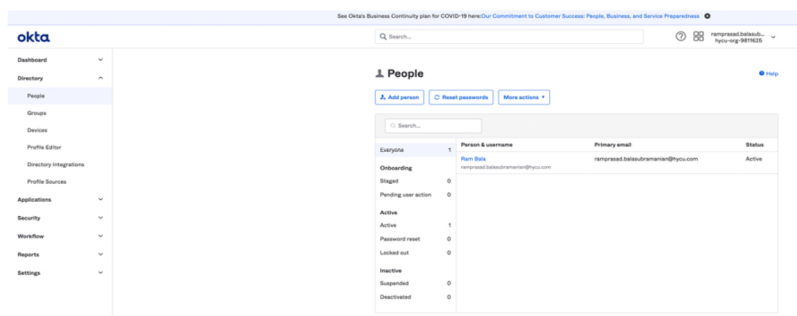 See Okta's Business Continuity plan for COVID-19 here:Our Commitment to Customer Success: People, Business, and Service Preparedness
okta
Search...
ramprasad.balasub...
hycu-org-9811625
Dashboard
Directory
People
Groups
Devices
Profile Editor
Directory Integrations
Profile Sources
Applications
Security
Workflow
Reports
Settings
People
Help
Add person
Reset passwords
More actions
Search...
Everyone 1
Onboarding
Staged 0
Pending user action 0
Active
Active 1
Password reset 0
Locked out 0
Inactive
Suspended 0
Deactivated 0
Person & username Primary email Status
Ram Bala ramprasad.balasubramanian@hycu.com Active
ramprasad.balasubramanian@hycu.com